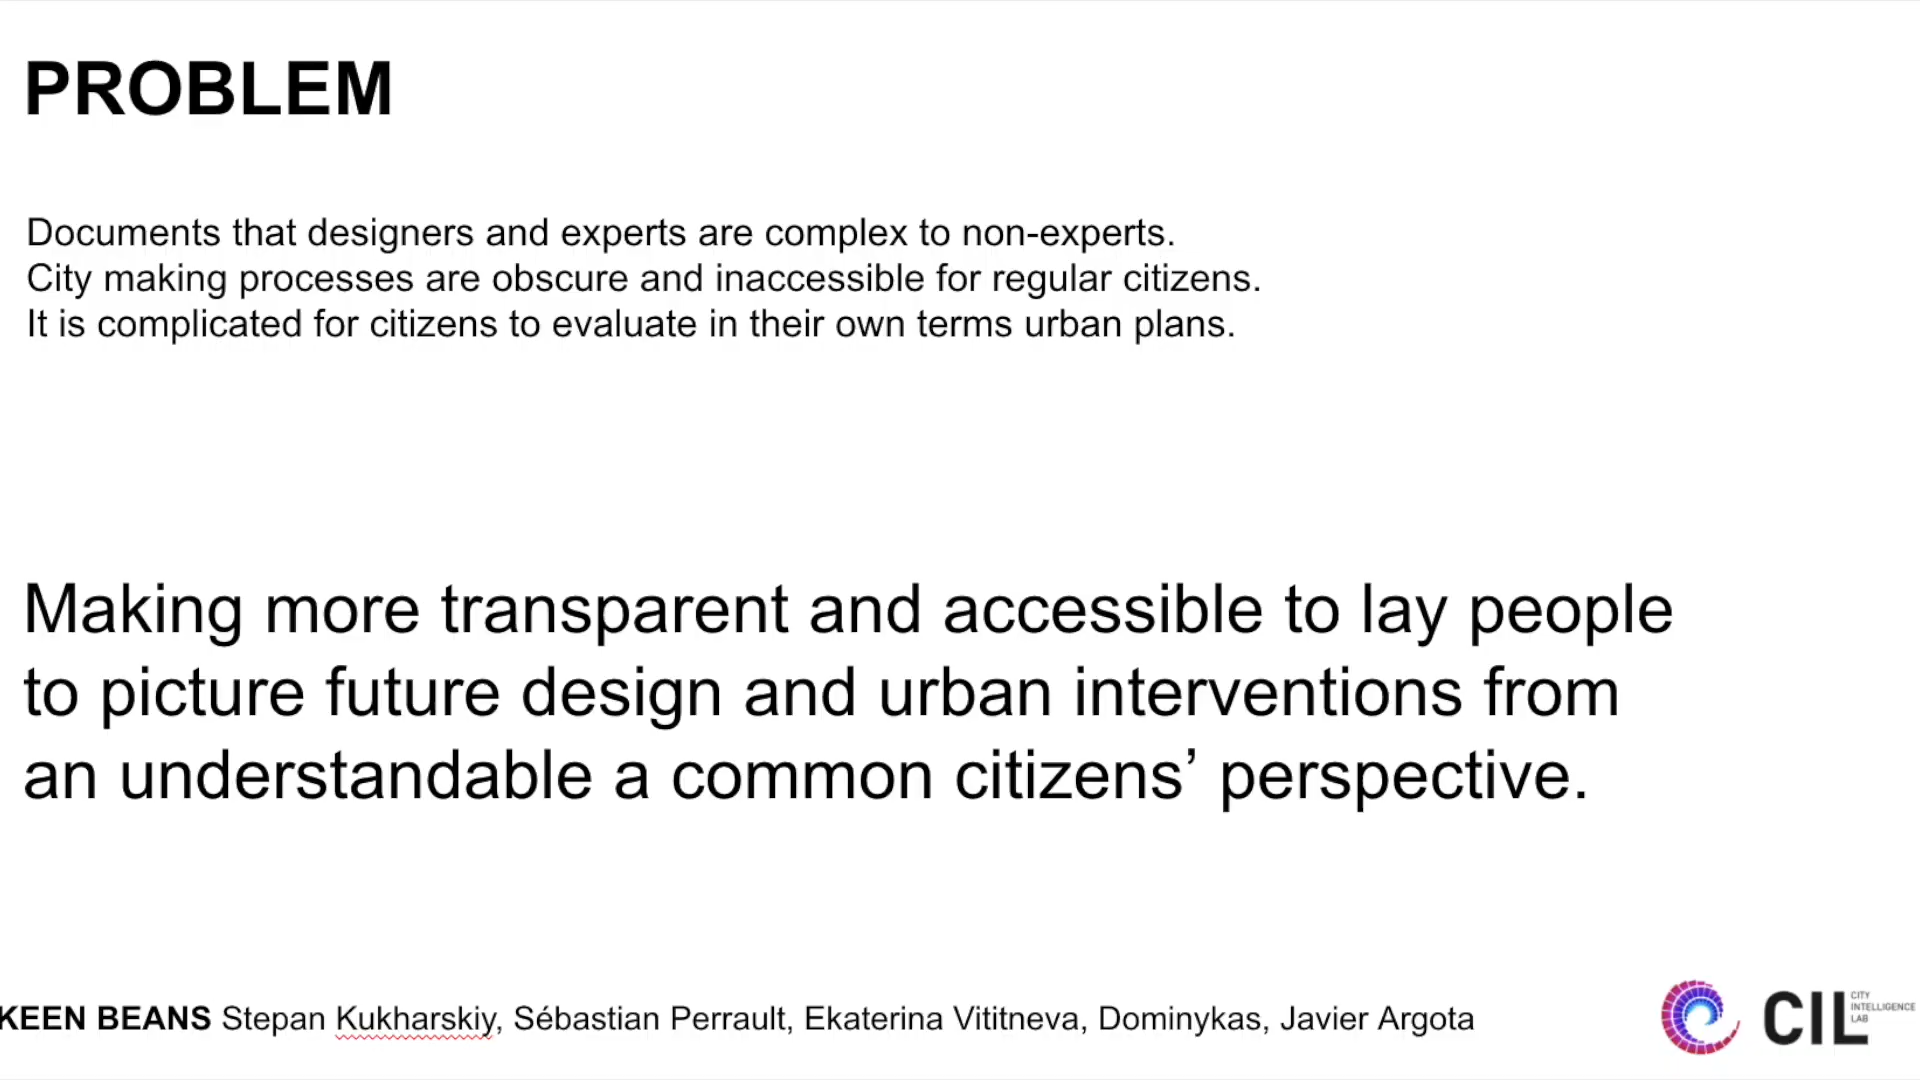 PROBLEM
Documents that designers and experts are complex to non-experts.
City making processes are obscure and inaccessible for regular citizens.
It is complicated for citizens to evaluate in their own terms urban plans.
Making more transparent and accessible to lay people
to picture future design and urban interventions from
an understandable a common citizens’ perspective.
KEEN BEANS Stepan Kukharskiy, Sébastian Perrault, Ekaterina Vititneva, Dominykas, Javier Argota
CIL
CITY
INTELLIGENCE
LAB